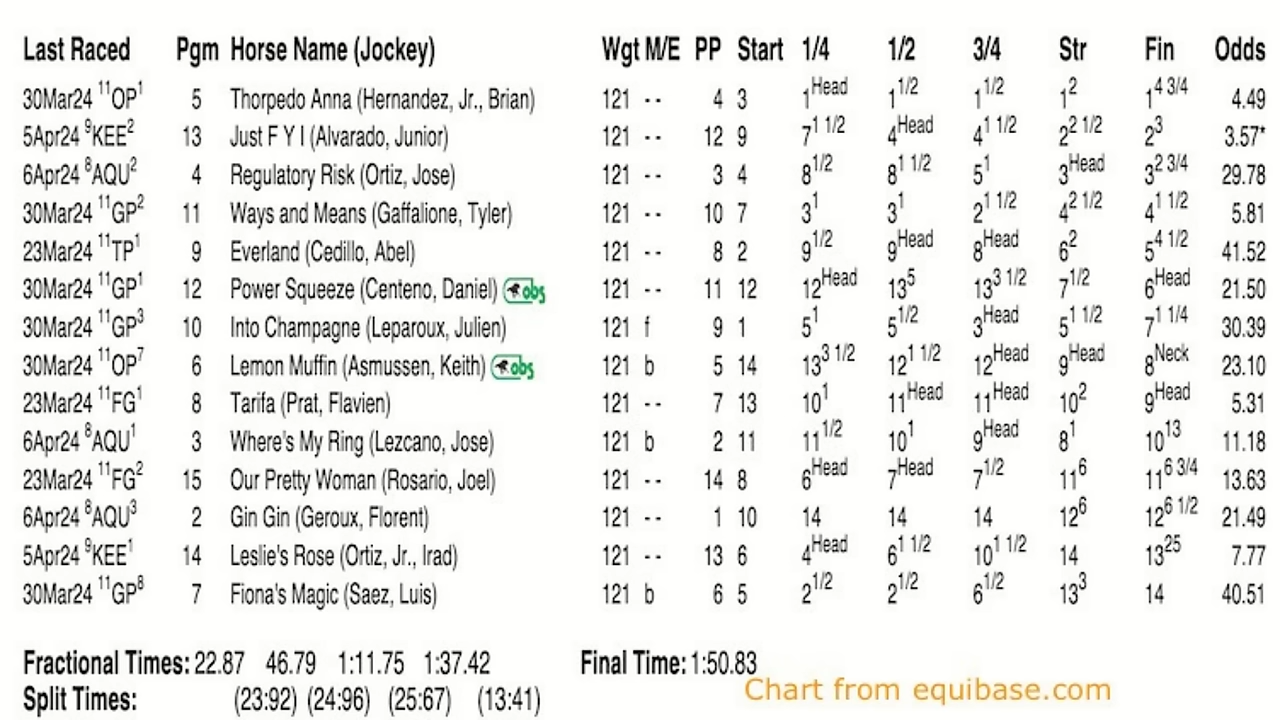 Last Raced Pgm Horse Name (Jockey) Wgt M/E PP Start 1/4 1/2 3/4 Str Fin Odds
30Mar24 11OP1 5 Thorpedo Anna (Hernandez, Jr., Brian) 121 - - 4 3 1Head 11/2 11/2 12 14 3/4 4.49
5Apr24 9KEE2 13 Just F Y I (Alvarado, Junior) 121 - - 12 9 71 1/2 4Head 41 1/2 22 1/2 23 3.57*
6Apr24 8AQU2 4 Regulatory Risk (Ortiz, Jose) 121 - - 3 4 81/2 81 1/2 51 3Head 32 3/4 29.78
30Mar24 11GP2 11 Ways and Means (Gaffalione, Tyler) 121 - - 10 7 31 31 21 1/2 42 1/2 41 1/2 5.81
23Mar24 11TP1 9 Everland (Cedillo, Abel) 121 - - 8 2 91/2 9Head 8Head 62 54 1/2 41.52
30Mar24 11GP1 12 Power Squeeze (Centeno, Daniel) obs 121 - - 11 12 12Head 135 133 1/2 71/2 6Head 21.50
30Mar24 11GP3 10 Into Champagne (Leparoux, Julien) 121 f 9 1 51 51/2 3Head 51 1/2 71 1/4 30.39
30Mar24 11OP7 6 Lemon Muffin (Asmussen, Keith) obs 121 b 5 14 133 1/2 121 1/2 12Head 9Head 8Neck 23.10
23Mar24 11FG1 8 Tarifa (Prat, Flavien) 121 - - 7 13 101 11Head 11Head 102 9Head 5.31
6Apr24 8AQU1 3 Where's My Ring (Lezcano, Jose) 121 b 2 11 111/2 101 9Head 81 1013 11.18
23Mar24 11FG2 15 Our Pretty Woman (Rosario, Joel) 121 - - 14 8 6Head 7Head 71/2 116 116 3/4 13.63
6Apr24 8AQU3 2 Gin Gin (Geroux, Florent) 121 - - 1 10 14 14 14 126 126 1/2 21.49
5Apr24 9KEE1 14 Leslie's Rose (Ortiz, Jr., Irad) 121 - - 13 6 4Head 61 1/2 101 1/2 14 1325 7.77
30Mar24 11GP8 7 Fiona's Magic (Saez, Luis) 121 b 6 5 21/2 21/2 61/2 133 14 40.51
Fractional Times: 22.87 46.79 1:11.75 1:37.42 Final Time: 1:50.83
Split Times: (23:92) (24:96) (25:67) (13:41)
Chart from equibase.com